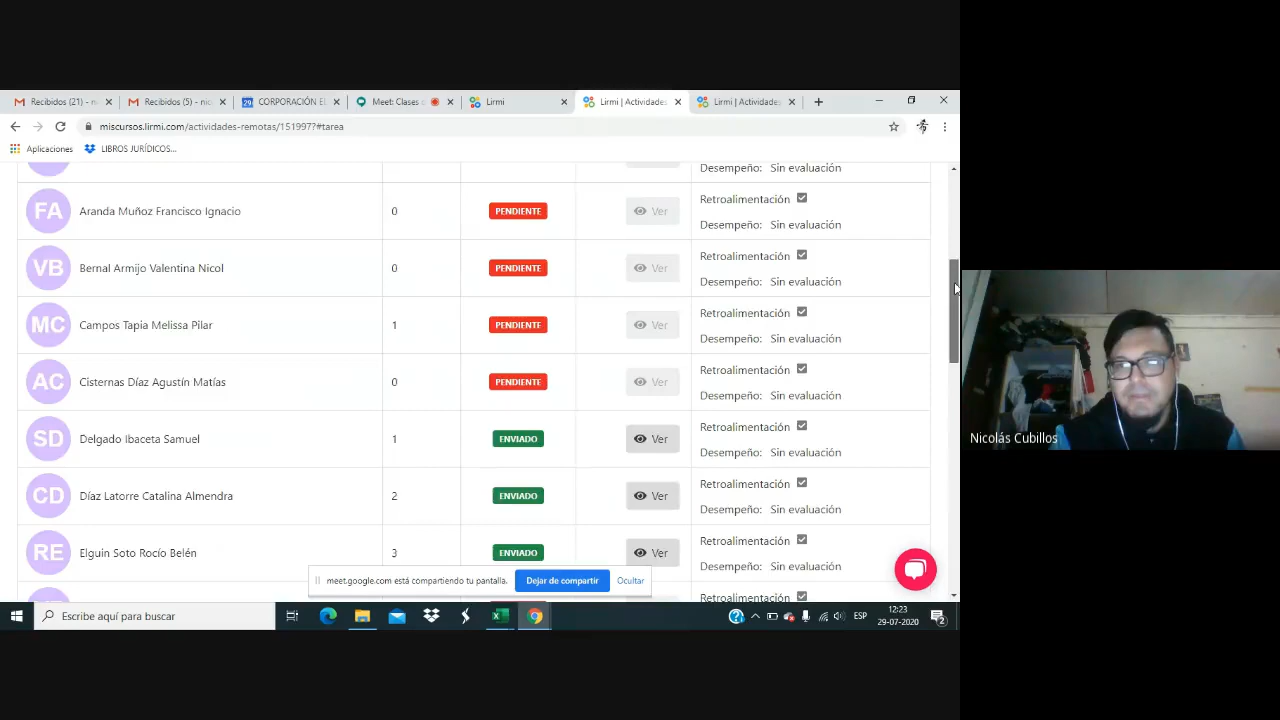 Recibidos (21) - n
Recibidos (5) - nic
CORPORACIÓN EL
Meet: Clases
Lirmi
Lirmi | Actividades
Lirmi | Actividades
miscursos.lirmi.com/actividades-remotas/151997?#tarea
Aplicaciones
LIBROS JURÍDICOS...
Desempeño: Sin evaluación
FA Aranda Muñoz Francisco Ignacio 0 PENDIENTE Ver Retroalimentación
Desempeño: Sin evaluación
VB Bernal Armijo Valentina Nicol 0 PENDIENTE Ver Retroalimentación
Desempeño: Sin evaluación
MC Campos Tapia Melissa Pilar 1 PENDIENTE Ver Retroalimentación
Desempeño: Sin evaluación
AC Cisternas Díaz Agustín Matías 0 PENDIENTE Ver Retroalimentación
Desempeño: Sin evaluación
SD Delgado Ibaceta Samuel 1 ENVIADO Ver Retroalimentación
Desempeño: Sin evaluación
CD Díaz Latorre Catalina Almendra 2 ENVIADO Ver Retroalimentación
Desempeño: Sin evaluación
RE Elguin Soto Rocío Belén 3 ENVIADO Ver Retroalimentación
Desempeño: Sin evaluación
Retroalimentación
meet.google.com está compartiendo tu pantalla. Dejar de compartir Ocultar
Escribe aquí para buscar
ESP
12:23
29-07-2020
2
Nicolás Cubillos